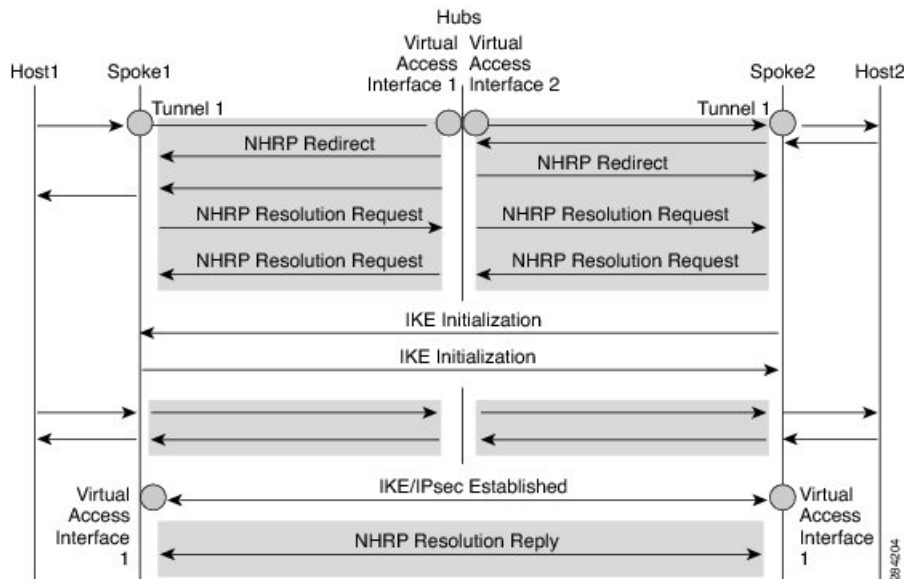 Hubs
Virtual
Access
Interface 1
Virtual
Access
Interface 2
Host1
Spoke1
Spoke2
Host2
Tunnel 1
Tunnel 1
NHRP Redirect
NHRP Redirect
NHRP Resolution Request
NHRP Resolution Request
NHRP Resolution Request
NHRP Resolution Request
IKE Initialization
IKE Initialization
IKE/IPsec Established
Virtual
Access
Interface
1
Virtual
Access
Interface
1
NHRP Resolution Reply
284204